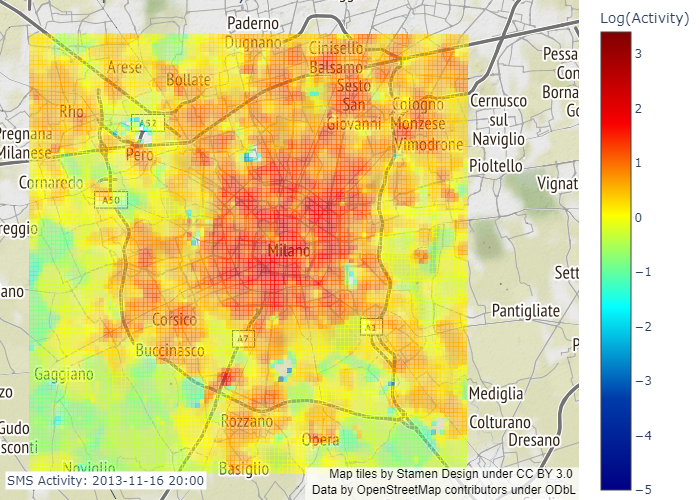 Paderno
Dugnano
Cinisello
Balsamo
Arese
Bollate
Sesto
San
Giovanni
Rho
A52
Cologno
Monzese
Vimodrone
Cernusco
sul
Naviglio
Pioltello
Pessa
Con
Borna
Go
Pregnana
Milanese
Pero
Cornaredo
A50
Vignat
reggio
Milano
Sett
ano
Pantigliate
Corsico
A7
Buccinasco
Gaggiano
Mediglia
Rozzano
Colturano
Dresano
Opera
Gudo
sconti
Noviglio
Basiglio
SMS Activity: 2013-11-16 20:00
Map tiles by Stamen Design under CC BY 3.0
Data by OpenStreetMap contributors under ODbL
Log(Activity)
3
2
1
0
−1
−2
−3
−4
−5